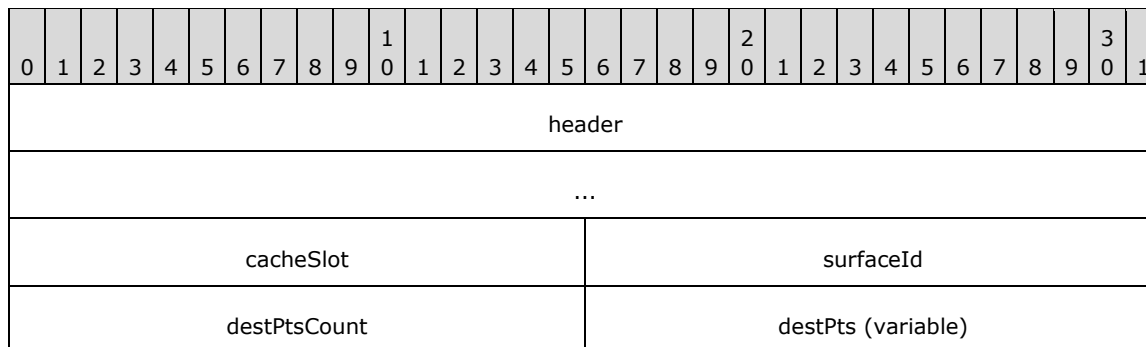 1 2 3
0 1 2 3 4 5 6 7 8 9 0 1 2 3 4 5 6 7 8 9 0 1 2 3 4 5 6 7 8 9 0 1
header
...
cacheSlot surfaceId
destPtsCount destPts (variable)